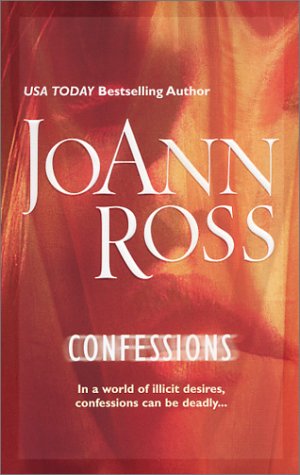 USA TODAY Bestselling Author
JOANN
ROSS
CONFESSIONS
In a world of illicit desires,
confessions can be deadly...